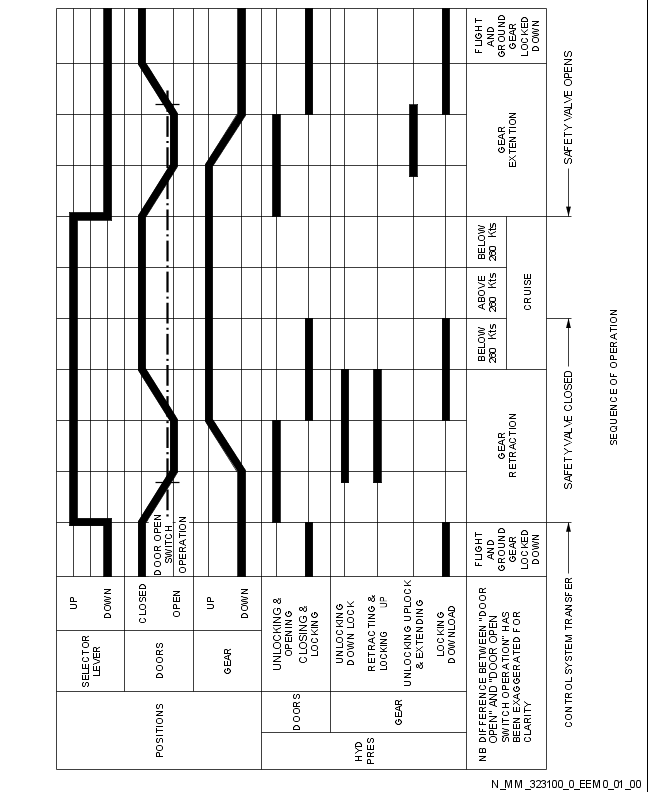 FLIGHT
AND
GROUND
GEAR
LOCKED
DOWN
GEAR
EXTENTION
BELOW
260 Kts
ABOVE
260 Kts
BELOW
260 Kts
CRUISE
GEAR
RETRACTION
FLIGHT
AND
GROUND
GEAR
LOCKED
DOWN
SAFETY VALVE OPENS
SAFETY VALVE CLOSED
CONTROL SYSTEM TRANSFER
SEQUENCE OF OPERATION
DOOR OPEN
SWITCH
OPERATION
UP
DOWN
SELECTOR
LEVER
CLOSED
OPEN
DOORS
UP
DOWN
GEAR
POSITIONS
UNLOCKING &
OPENING
CLOSING &
LOCKING
DOORS
UNLOCKING
DOWN LOCK
RETRACTING &
LOCKING UP
UNLOCKING UPLOCK
& EXTENDING
LOCKING
DOWNLOAD
GEAR
HYD
PRES
NB DIFFERENCE BETWEEN "DOOR
OPEN" AND "DOOR OPEN
SWITCH OPERATION" HAS
BEEN EXAGGERATED FOR
CLARITY
N_MM_323100_0_EEM0_01_00